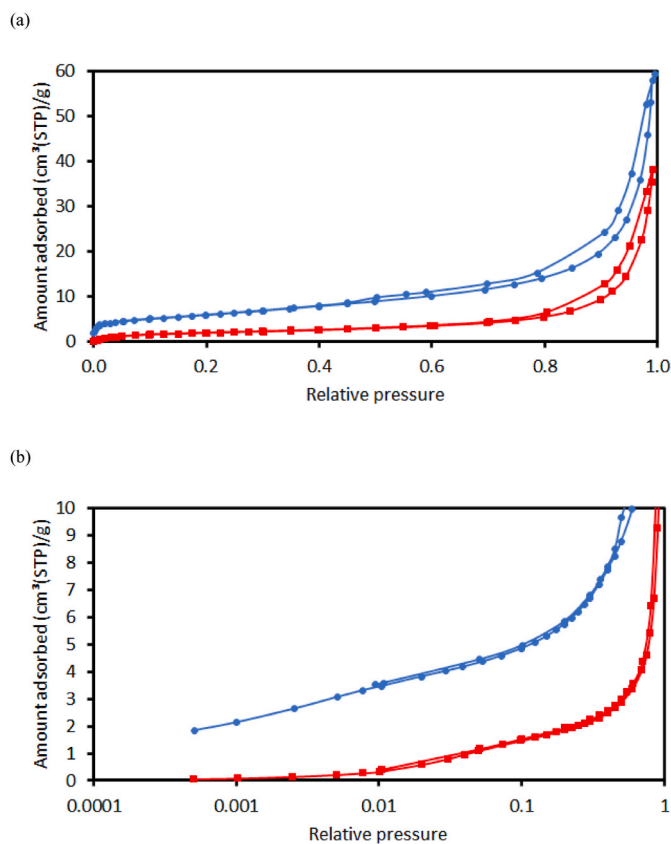 (a)
60
50
40
30
20
10
0
Amount adsorbed (cm³(STP)/g)
0.0 0.2 0.4 0.6 0.8 1.0
Relative pressure
(b)
10
9
8
7
6
5
4
3
2
1
0
Amount adsorbed (cm³(STP)/g)
0.0001 0.001 0.01 0.1 1
Relative pressure